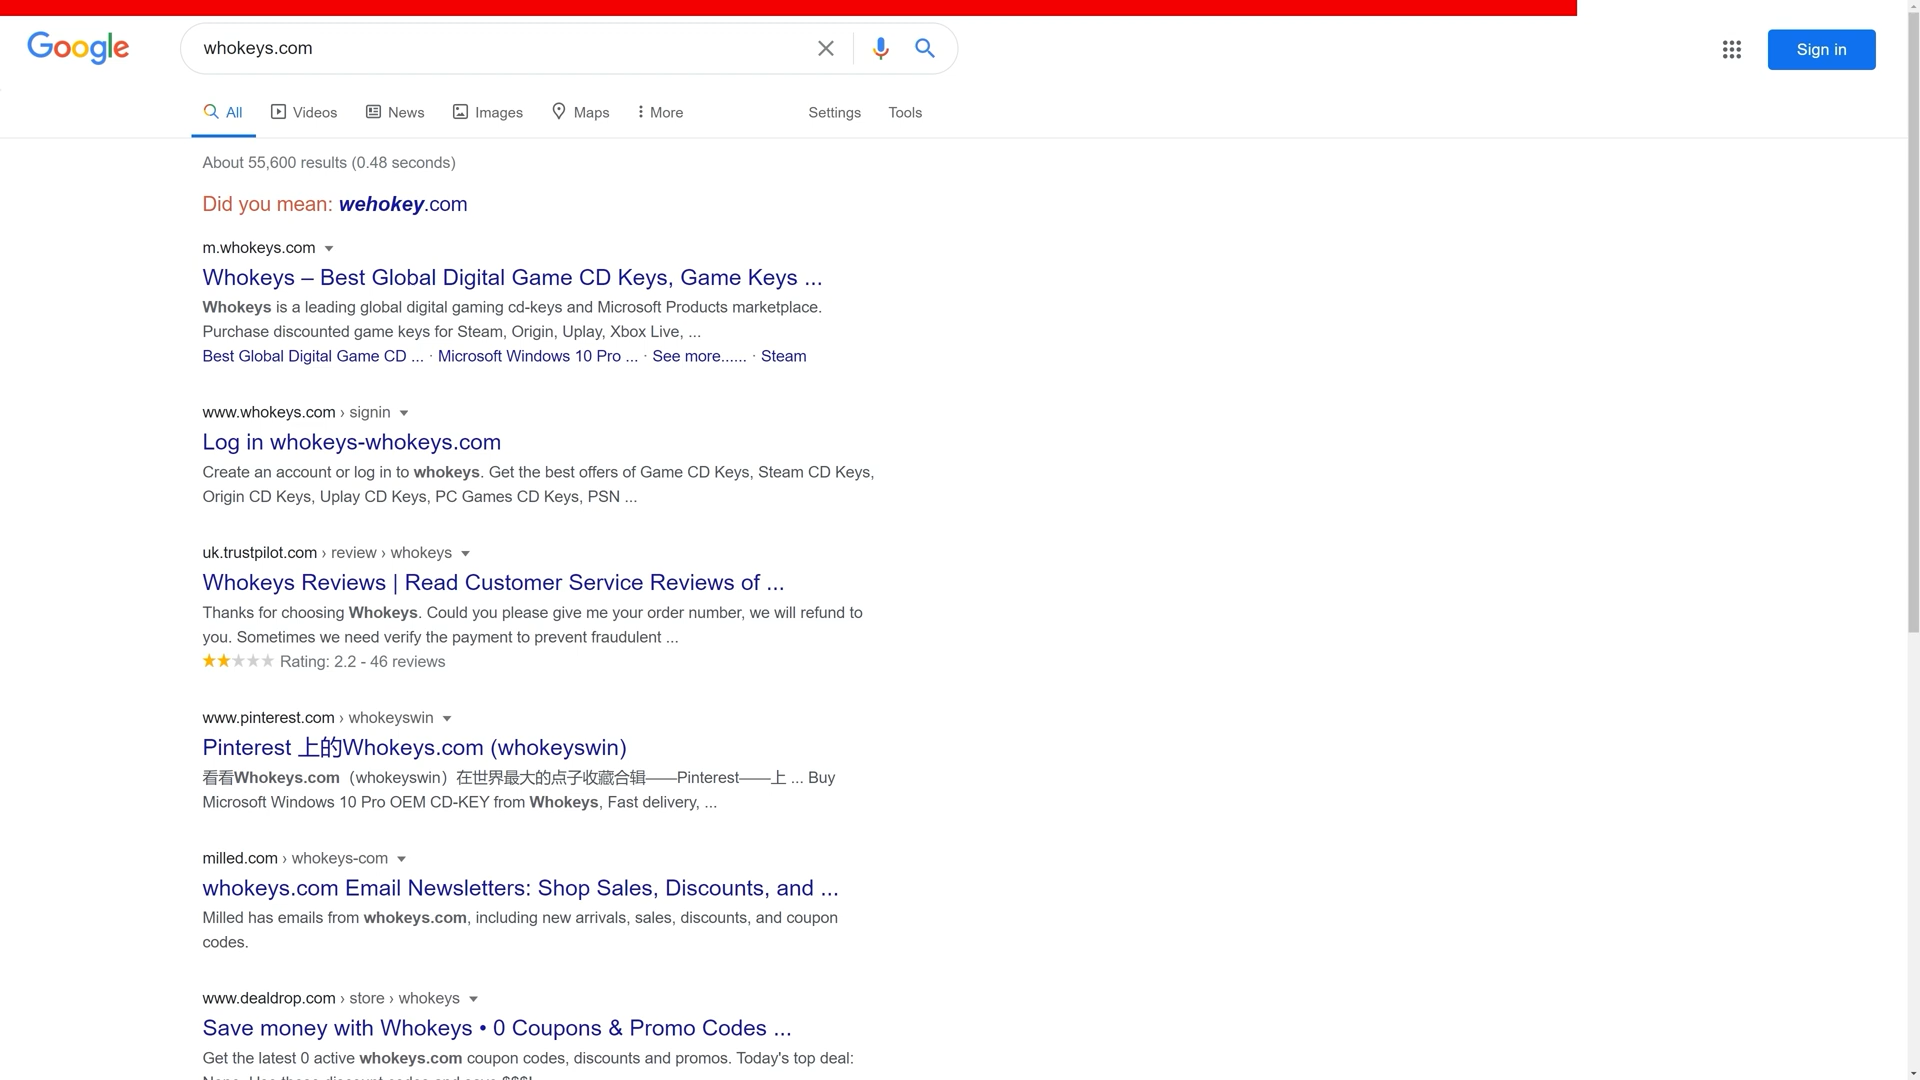 Google
whokeys.com
Sign in
All Videos News Images Maps More Settings Tools
About 55,600 results (0.48 seconds)
Did you mean: wehokey.com
m.whokeys.com
Whokeys – Best Global Digital Game CD Keys, Game Keys ...
Whokeys is a leading global digital gaming cd-keys and Microsoft Products marketplace.
Purchase discounted game keys for Steam, Origin, Uplay, Xbox Live, ...
Best Global Digital Game CD ... · Microsoft Windows 10 Pro ... · See more...... · Steam
www.whokeys.com › signin
Log in whokeys-whokeys.com
Create an account or log in to whokeys. Get the best offers of Game CD Keys, Steam CD Keys,
Origin CD Keys, Uplay CD Keys, PC Games CD Keys, PSN ...
uk.trustpilot.com › review › whokeys
Whokeys Reviews | Read Customer Service Reviews of ...
Thanks for choosing Whokeys. Could you please give me your order number, we will refund to
you. Sometimes we need verify the payment to prevent fraudulent ...
Rating: 2.2 - 46 reviews
www.pinterest.com › whokeyswin
Pinterest 上的Whokeys.com (whokeyswin)
看看Whokeys.com（whokeyswin）在世界最大的点子收藏合辑——Pinterest——上 ... Buy
Microsoft Windows 10 Pro OEM CD-KEY from Whokeys, Fast delivery, ...
milled.com › whokeys-com
whokeys.com Email Newsletters: Shop Sales, Discounts, and ...
Milled has emails from whokeys.com, including new arrivals, sales, discounts, and coupon
codes.
www.dealdrop.com › store › whokeys
Save money with Whokeys • 0 Coupons & Promo Codes ...
Get the latest 0 active whokeys.com coupon codes, discounts and promos. Today's top deal: